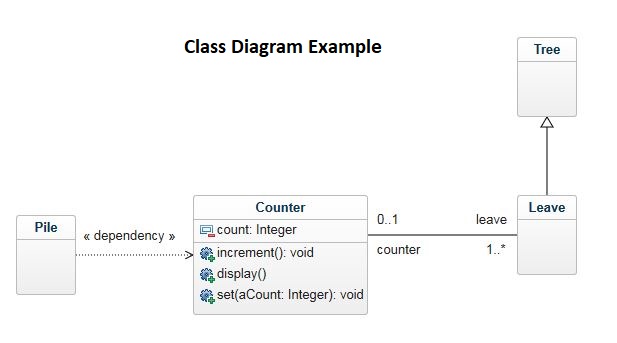 Class Diagram Example
Tree
Pile
« dependency »
Counter
count: Integer
increment(): void
display()
set(aCount: Integer): void
0..1
leave
counter
1..*
Leave